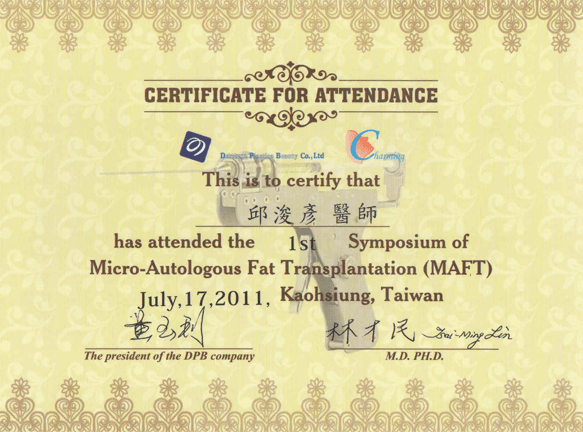 CERTIFICATE FOR ATTENDANCE
Beauty Co., Ltd
Charming
This is to certify that
邱浚彥 醫師
has attended the 1st Symposium of
Micro-Autologous Fat Transplantation (MAFT)
July,17,2011, Kaohsiung, Taiwan
林才民 Tsai-Ming Lin
The president of the DPB company
M.D. PH.D.